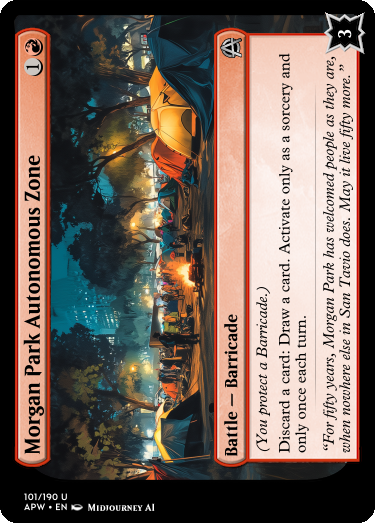 Morgan Park Autonomous Zone
1
Battle – Barricade
3
(You protect a Barricade.)
Discard a card: Draw a card. Activate only as a sorcery and
only once each turn.
“For fifty years, Morgan Park has welcomed people as they are,
when nowhere else in San Tavio does. May it live fifty more.”
101/190 U
APW • EN Midjourney AI